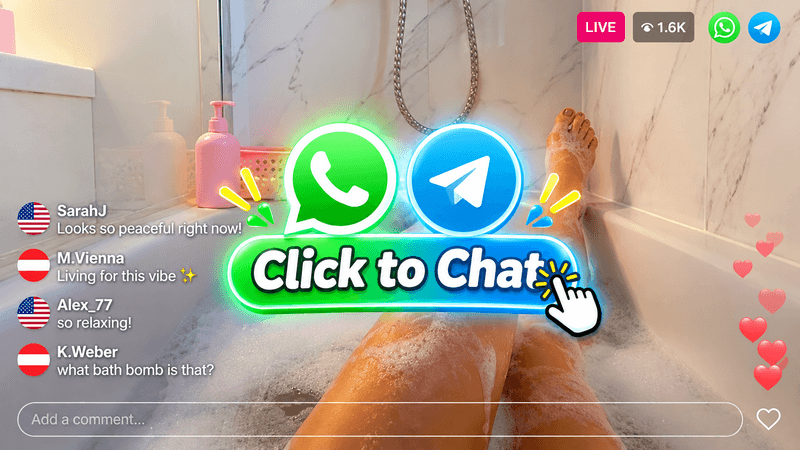 LIVE
1.6K
Click to Chat
SarahJ
Looks so peaceful right now!
M.Vienna
Living for this vibe ✨
Alex_77
so relaxing!
K.Weber
what bath bomb is that?
Add a comment...